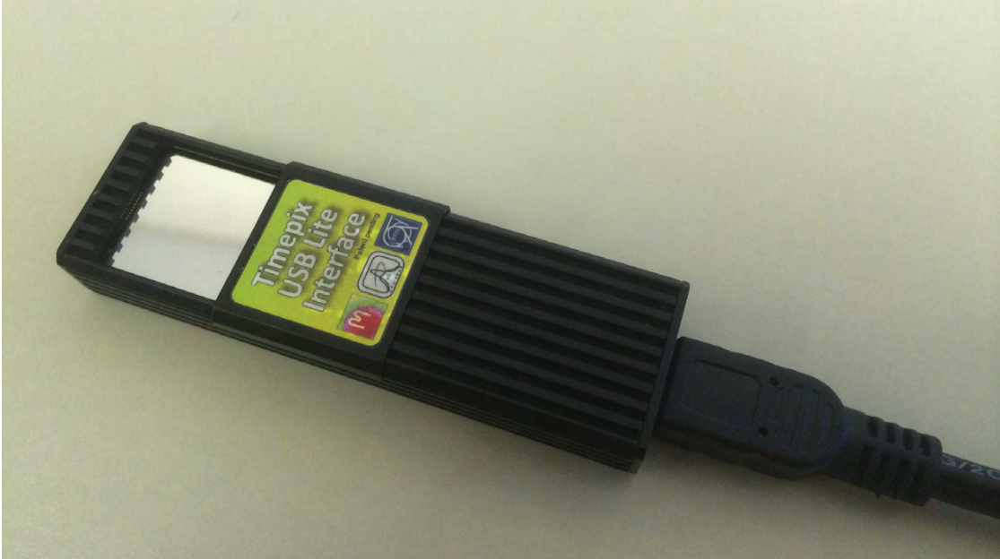 Timepix
USB Lite
Interface
Patent pending